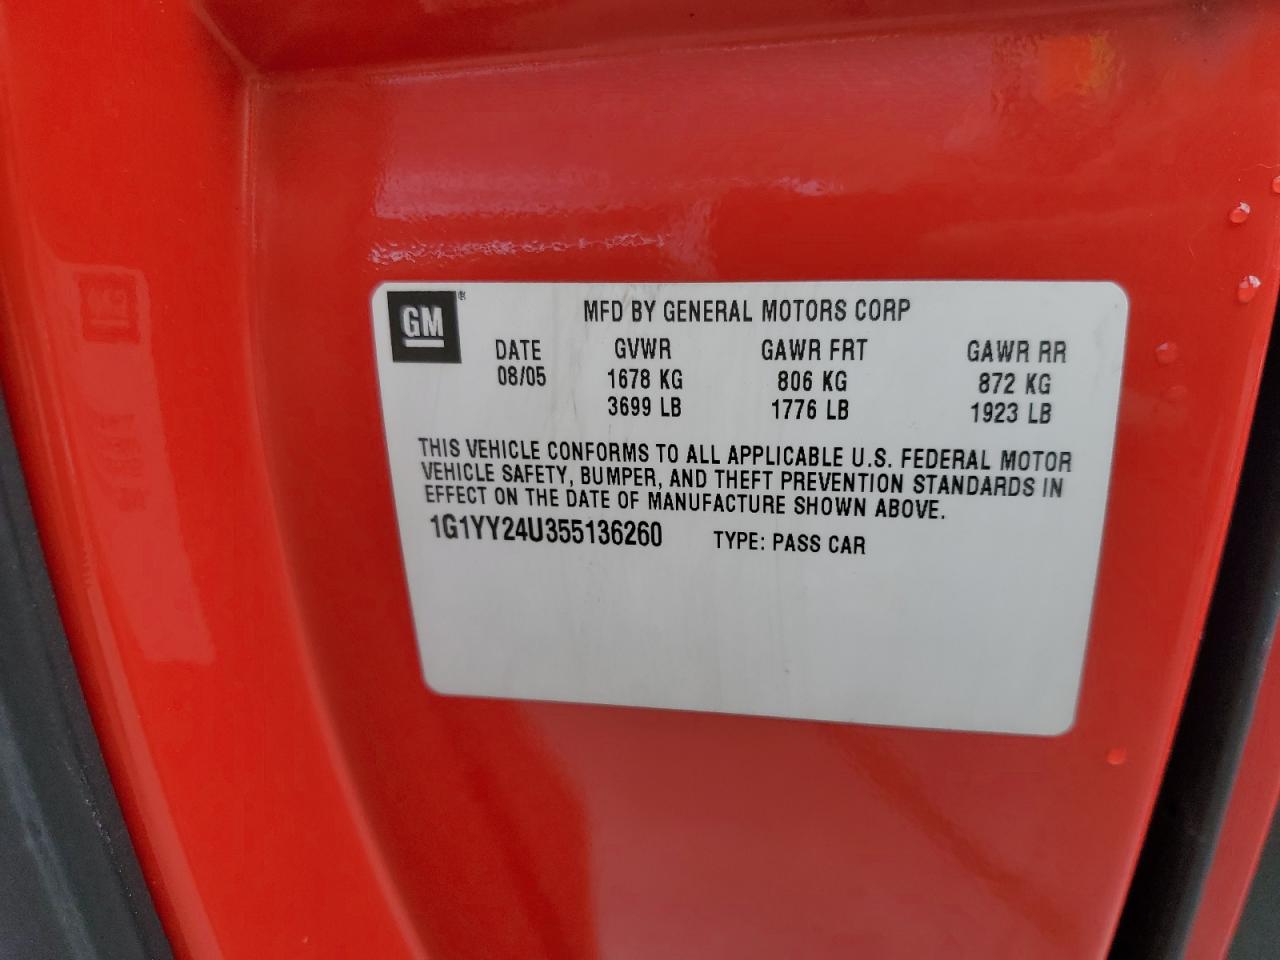 GM®
MFD BY GENERAL MOTORS CORP
DATE GVWR GAWR FRT GAWR RR
08/05 1678 KG 806 KG 872 KG
3699 LB 1776 LB 1923 LB
THIS VEHICLE CONFORMS TO ALL APPLICABLE U.S. FEDERAL MOTOR
VEHICLE SAFETY, BUMPER, AND THEFT PREVENTION STANDARDS IN
EFFECT ON THE DATE OF MANUFACTURE SHOWN ABOVE.
1G1YY24U355136260 TYPE: PASS CAR